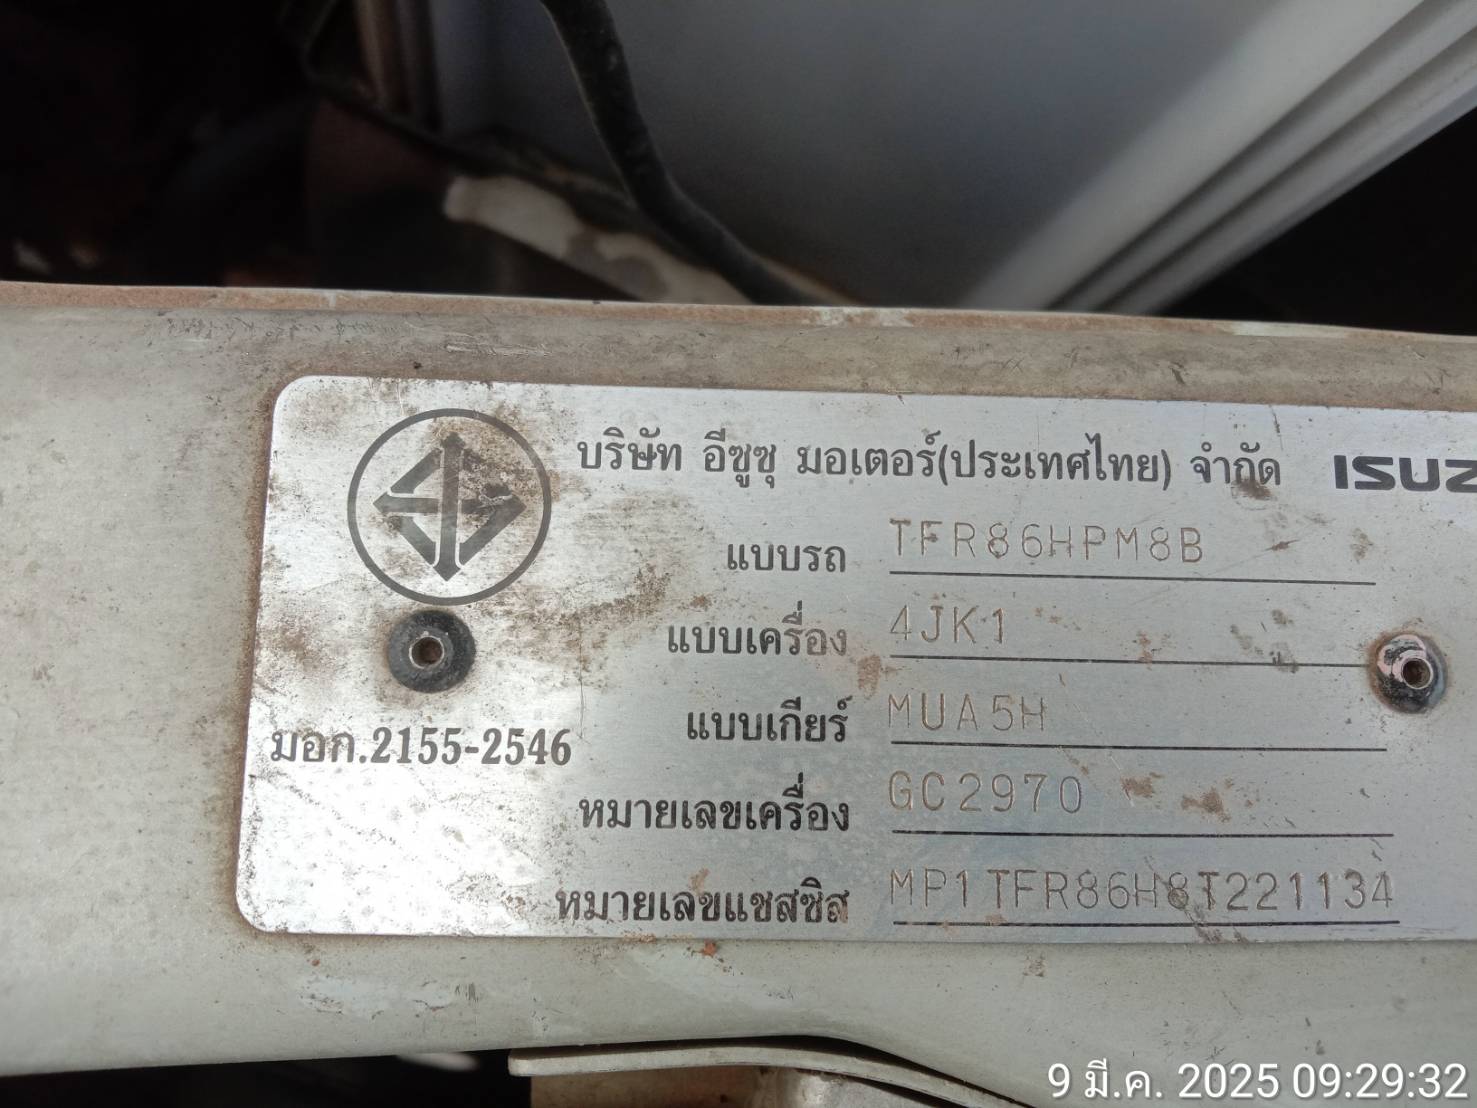 บริษัท อีซูซุ มอเตอร์(ประเทศไทย) จำกัด ISUZ
แบบรถ TFR86HPM8B
แบบเครื่อง 4JK1
แบบเกียร์ MUA5H
มอก.2155-2546
หมายเลขเครื่อง GC2970
หมายเลขแชสซิส MP1TFR86H8T221134
9 มี.ค. 2025 09:29:32